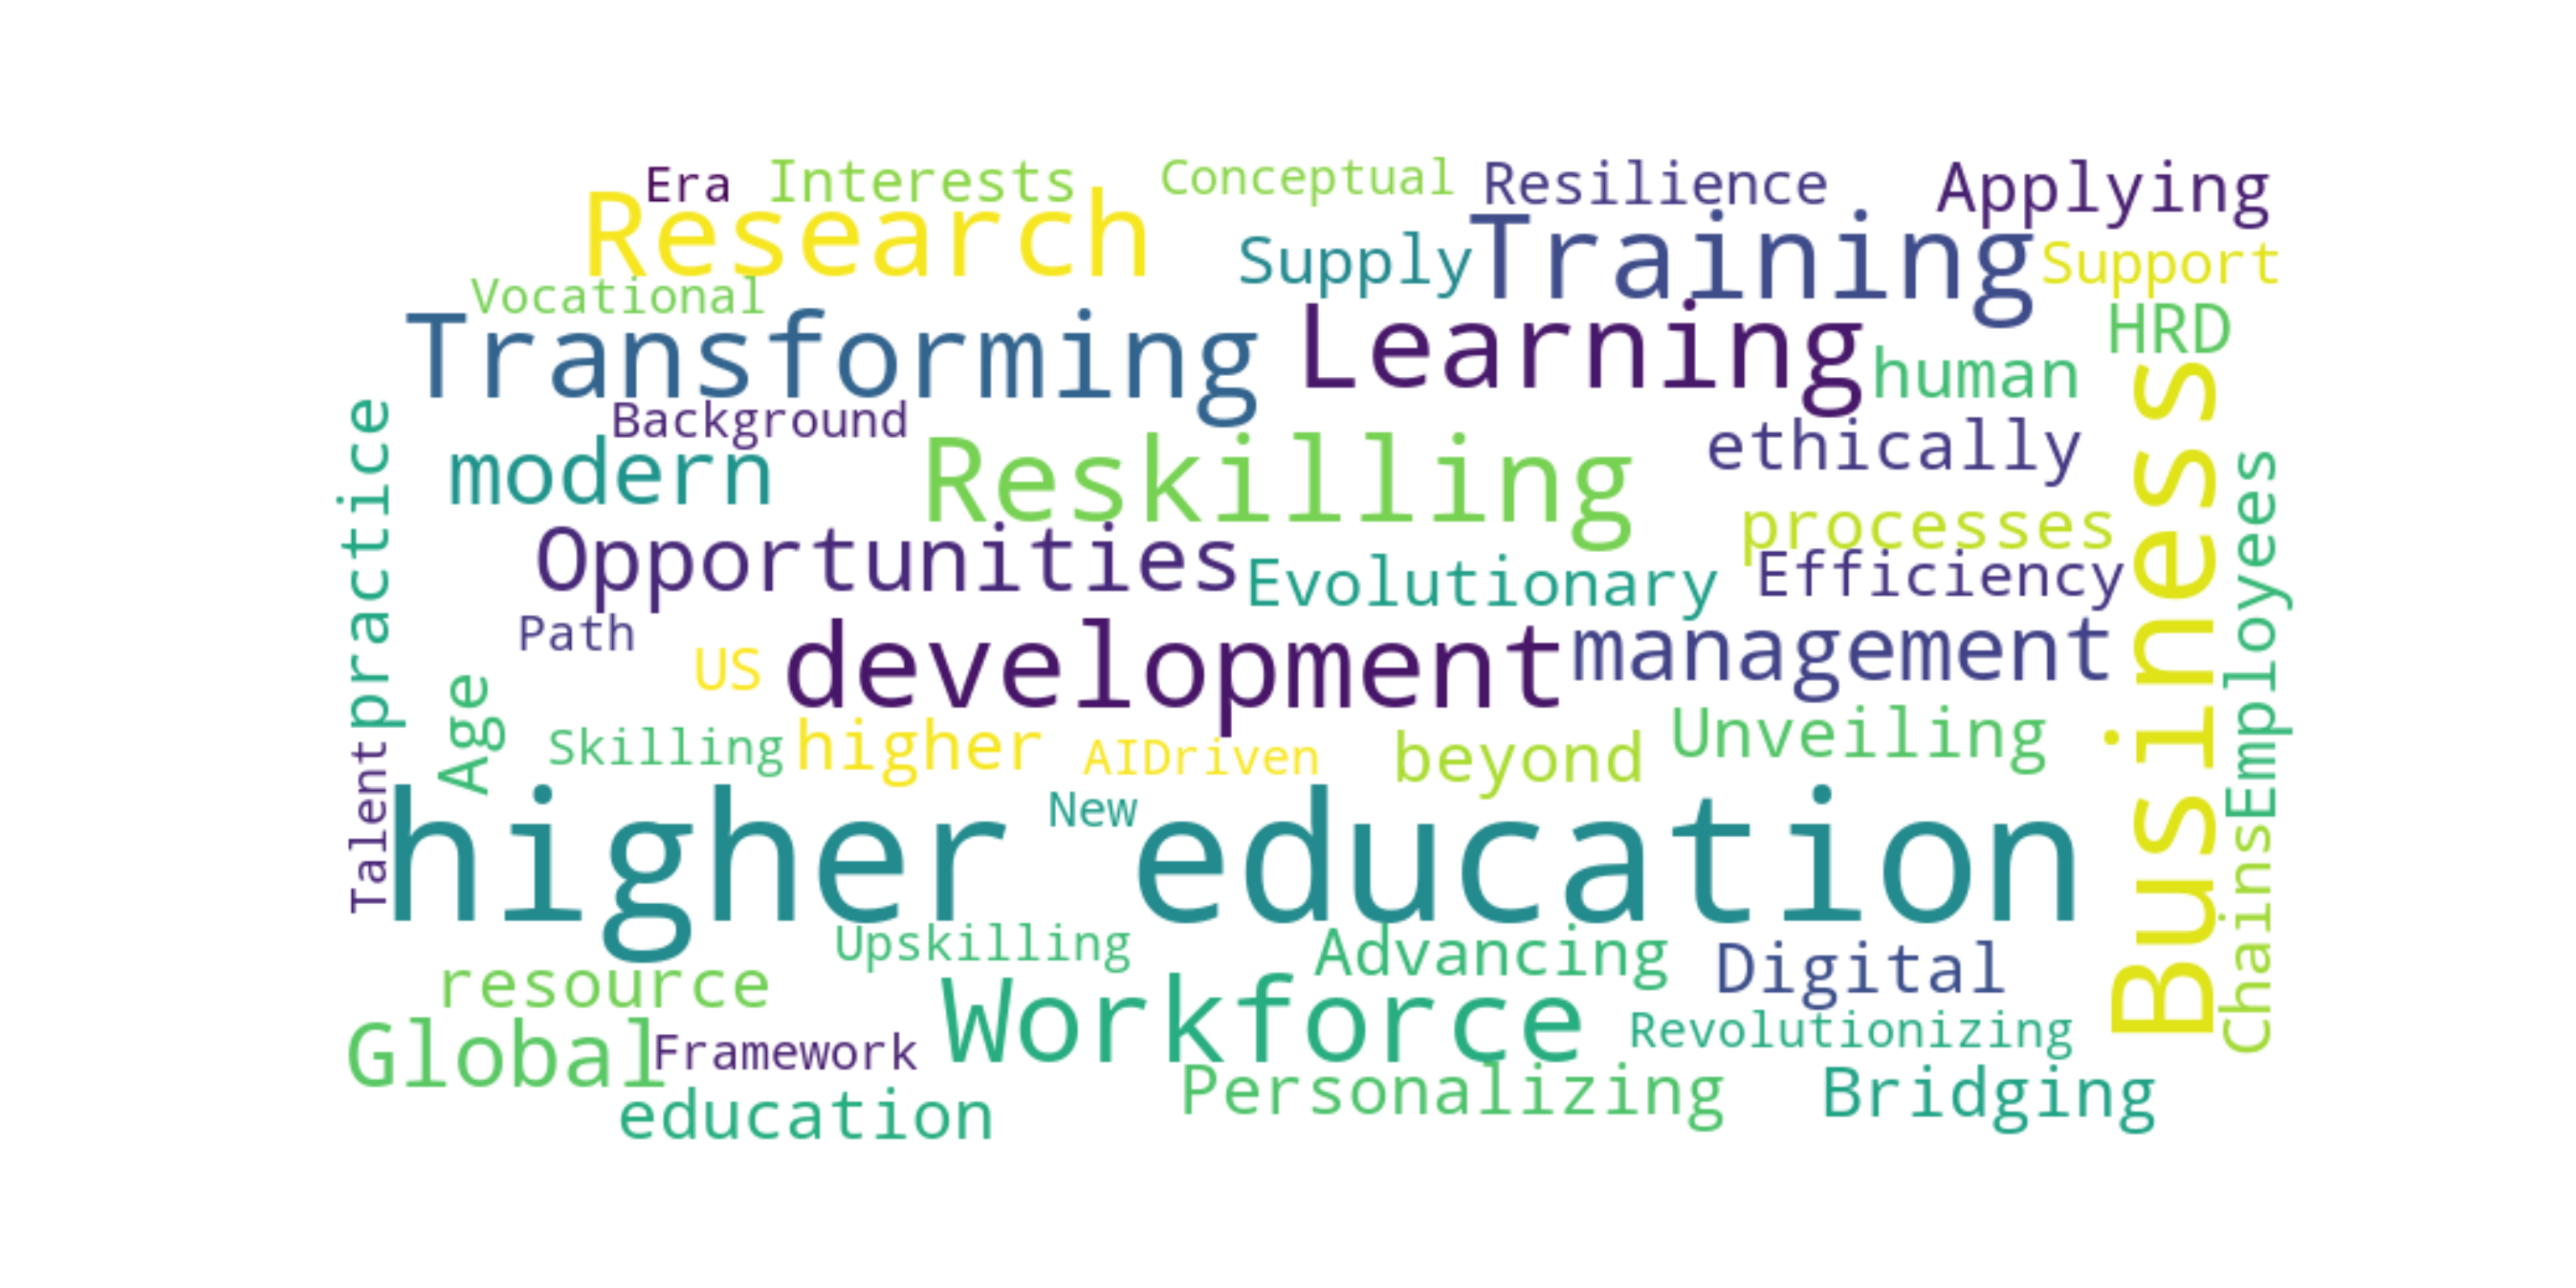 Era Interests Conceptual Resilience Applying
Research
Supply Training Support
Vocational
Transforming Learning HRD
human
Background
modern Reskilling ethically
practice
Business
Employees
processes
Opportunities Evolutionary Efficiency
Path US development management
Age
Skilling higher AIDriven beyond Unveiling
Talent
New
higher education
Chains
Upskilling Advancing Digital
resource
Workforce Revolutionizing
Global Framework
education Personalizing Bridging